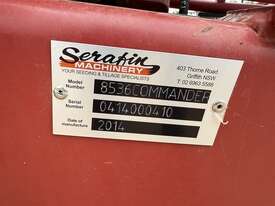 Serafin
MACHINERY
YOUR SEEDING & TILLAGE SPECIALISTS
403 Thorne Road
Griffith NSW
T: 02 6963 5588
Model Number 8536COMMANDER
Serial Number 0414000410
Date of manufacture 2014